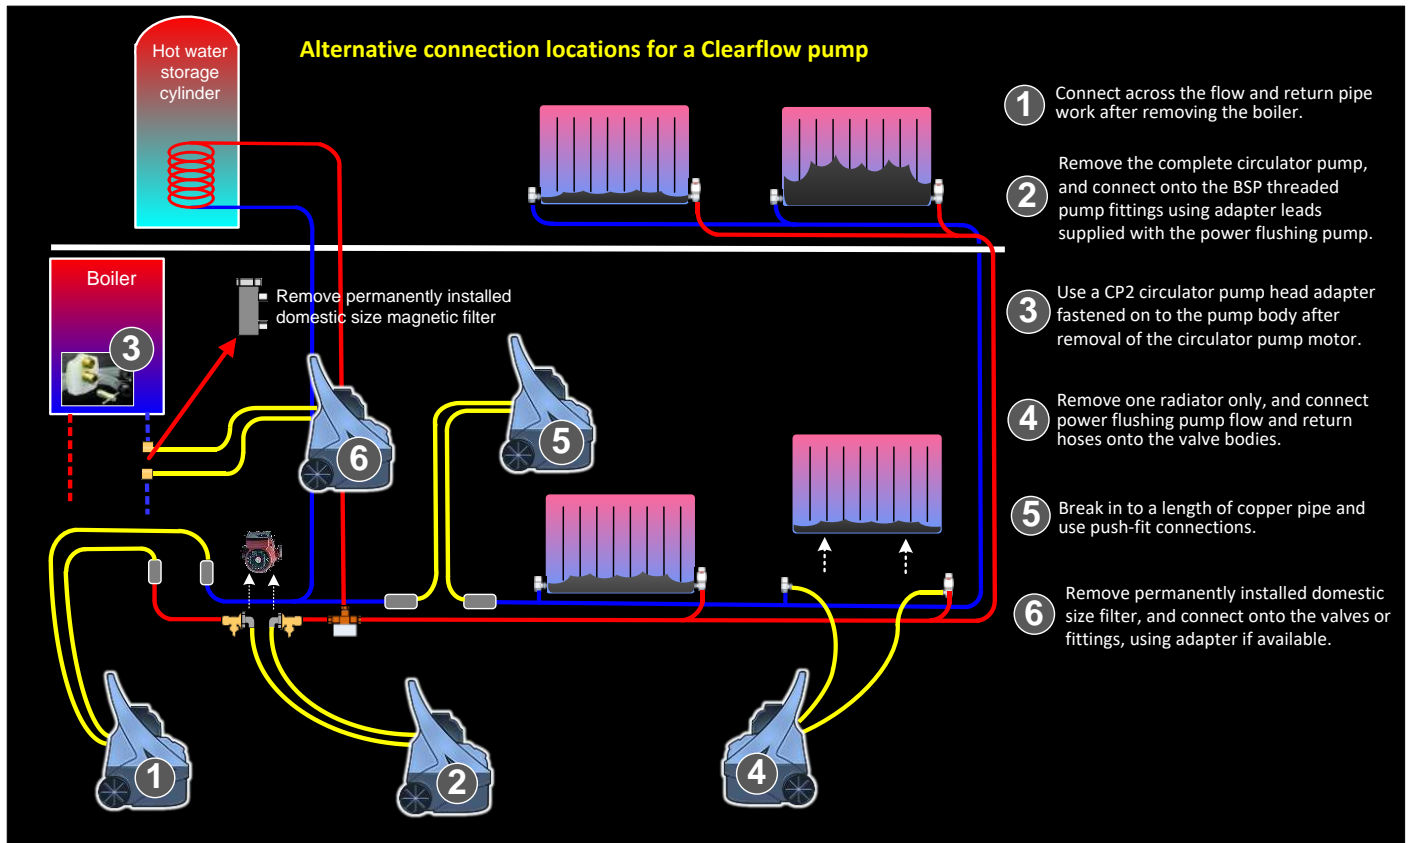 Alternative connection locations for a Clearflow pump
Hot water
storage
cylinder
Boiler
3
Remove permanently installed
domestic size magnetic filter
6
5
1
2
4
1
Connect across the flow and return pipe
work after removing the boiler.
2
Remove the complete circulator pump,
and connect onto the BSP threaded
pump fittings using adapter leads
supplied with the power flushing pump.
3
Use a CP2 circulator pump head adapter
fastened on to the pump body after
removal of the circulator pump motor.
4
Remove one radiator only, and connect
power flushing pump flow and return
hoses onto the valve bodies.
5
Break in to a length of copper pipe and
use push-fit connections.
6
Remove permanently installed domestic
size filter, and connect onto the valves or
fittings, using adapter if available.